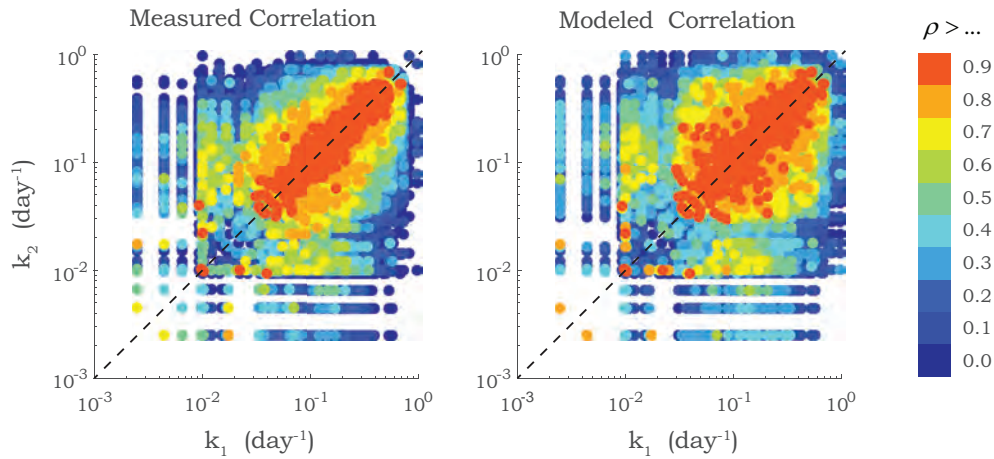 Measured Correlation
Modeled Correlation
ρ > ...
0.9
0.8
0.7
0.6
0.5
0.4
0.3
0.2
0.1
0.0
k₂ (day⁻¹)
10⁰
10⁻¹
10⁻²
10⁻³
10⁻³ 10⁻² 10⁻¹ 10⁰
k₁ (day⁻¹)
10⁰
10⁻¹
10⁻²
10⁻³
10⁻³ 10⁻² 10⁻¹ 10⁰
k₁ (day⁻¹)